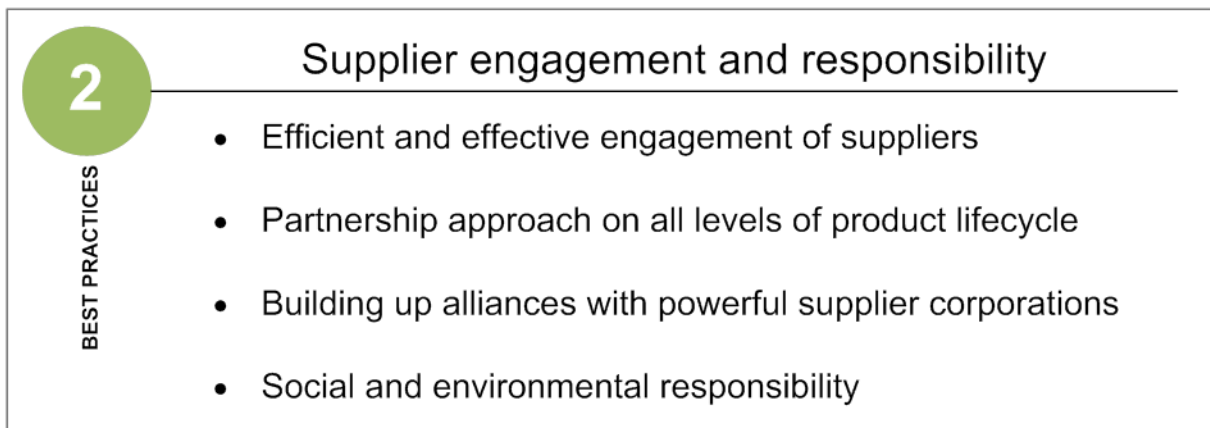 2
Supplier engagement and responsibility
BEST PRACTICES
• Efficient and effective engagement of suppliers
• Partnership approach on all levels of product lifecycle
• Building up alliances with powerful supplier corporations
• Social and environmental responsibility